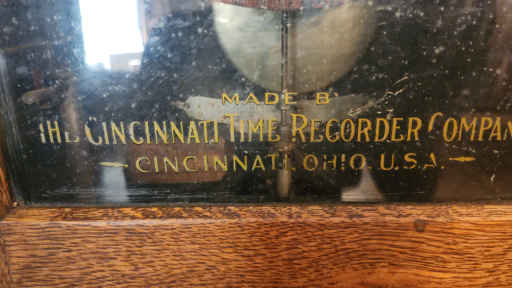 MADE B
THE CINCINNATI TIME RECORDER COMPAN
CINCINNATI, OHIO U.S.A